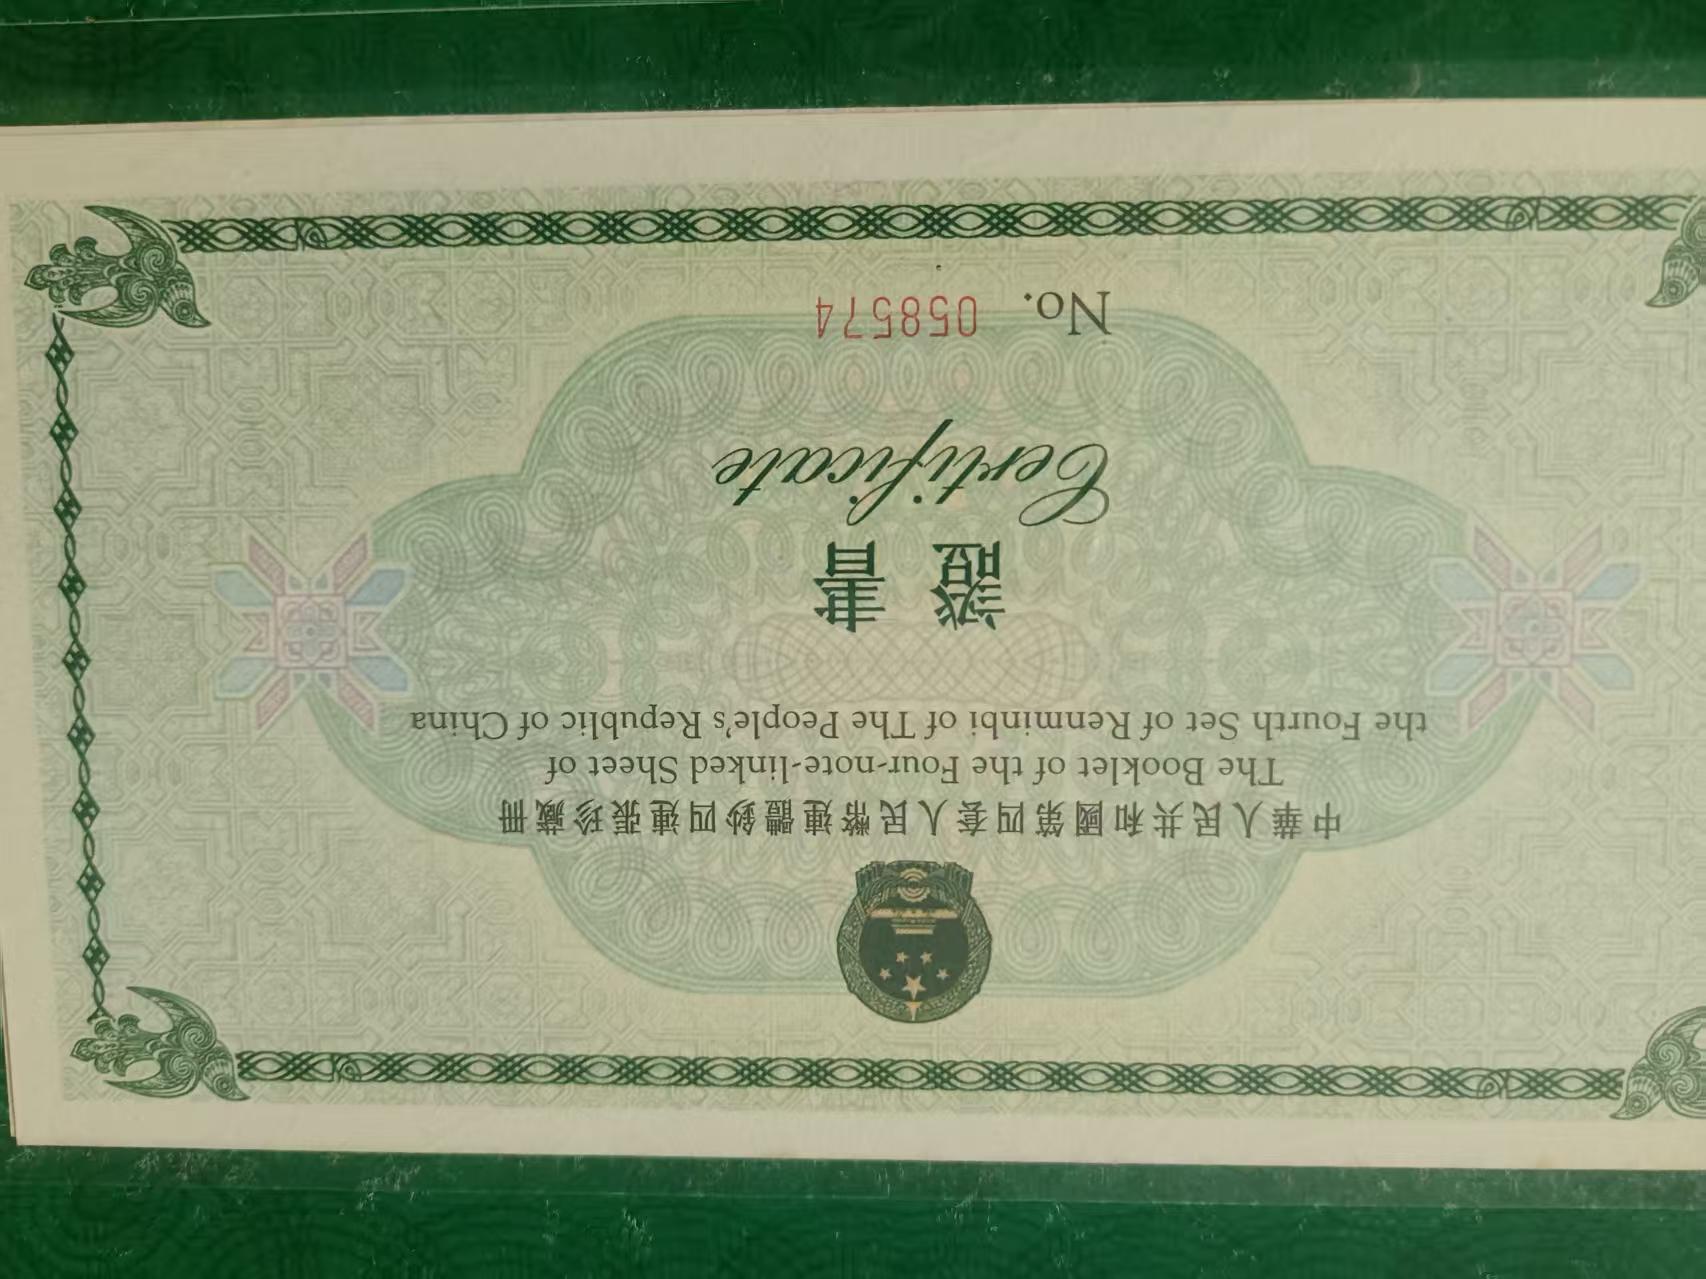 中華人民共和國第四套人民幣連體鈔四連張珍藏冊
The Booklet of the Four-note-linked Sheet of
the Fourth Set of Renminbi of The People's Republic of China
證書
Certificate
No. 058574